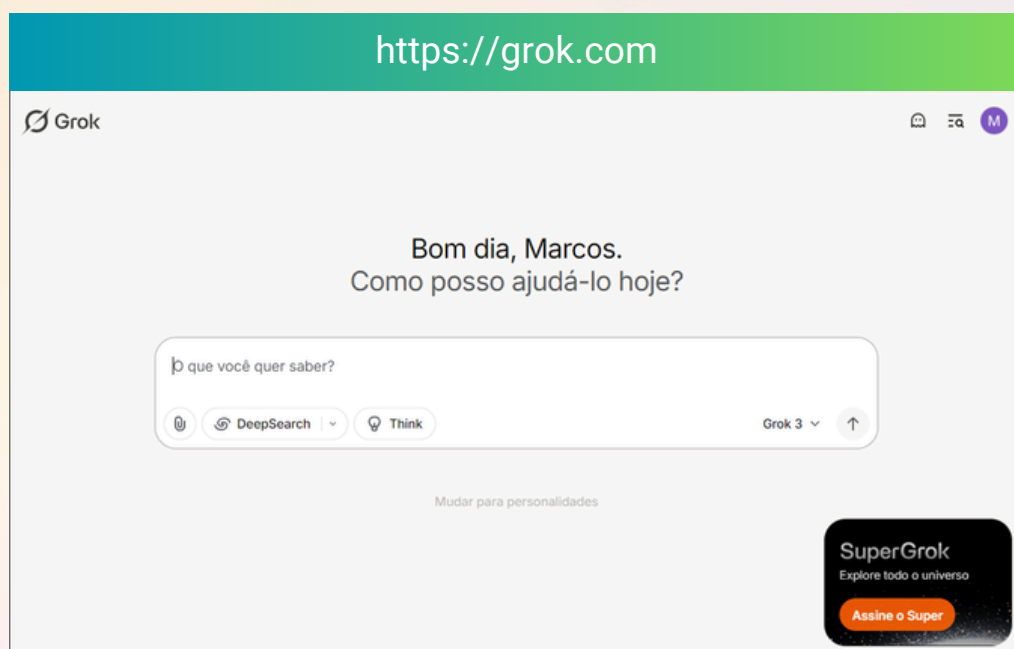 https://grok.com
Grok
M
Bom dia, Marcos.
Como posso ajudá-lo hoje?
O que você quer saber?
DeepSearch
Think
Grok 3
Mudar para personalidades
SuperGrok
Explore todo o universo
Assine o Super